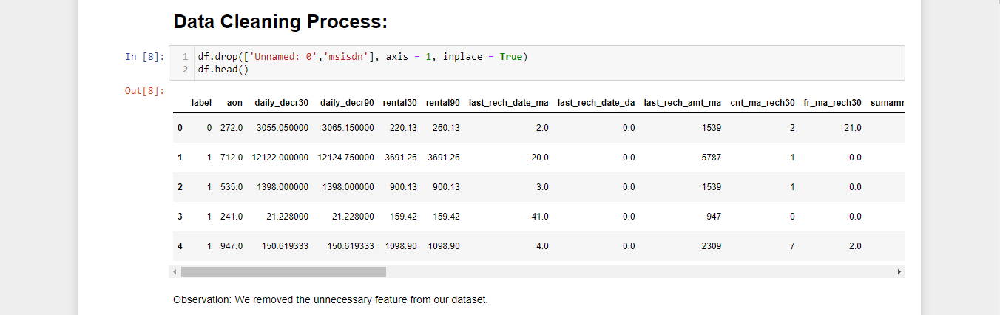 Data Cleaning Process:
In [8]:
1 df.drop(['Unnamed: 0','msisdn'], axis = 1, inplace = True)
2 df.head()
Out[8]:
label aon daily_decr30 daily_decr90 rental30 rental90 last_rech_date_ma last_rech_date_da last_rech_amt_ma cnt_ma_rech30 fr_ma_rech30
0 0 272.0 3055.050000 3065.150000 220.13 260.13 2.0 0.0 1539 2 21.0
1 1 712.0 12122.000000 12124.750000 3691.26 3691.26 20.0 0.0 5787 1 0.0
2 1 535.0 1398.000000 1398.000000 900.13 900.13 3.0 0.0 1539 1 0.0
3 1 241.0 21.228000 21.228000 159.42 159.42 41.0 0.0 947 0 0.0
4 1 947.0 150.619333 150.619333 1098.90 1098.90 4.0 0.0 2309 7 2.0
Observation: We removed the unnecessary feature from our dataset.